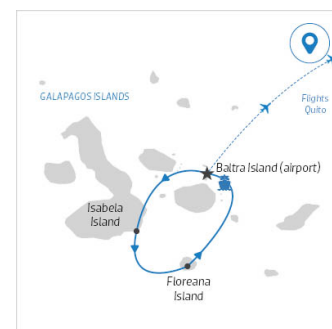 GALAPAGOS ISLANDS
Flights
Quito
Baltra Island (airport)
Isabela
Island
Floreana
Island